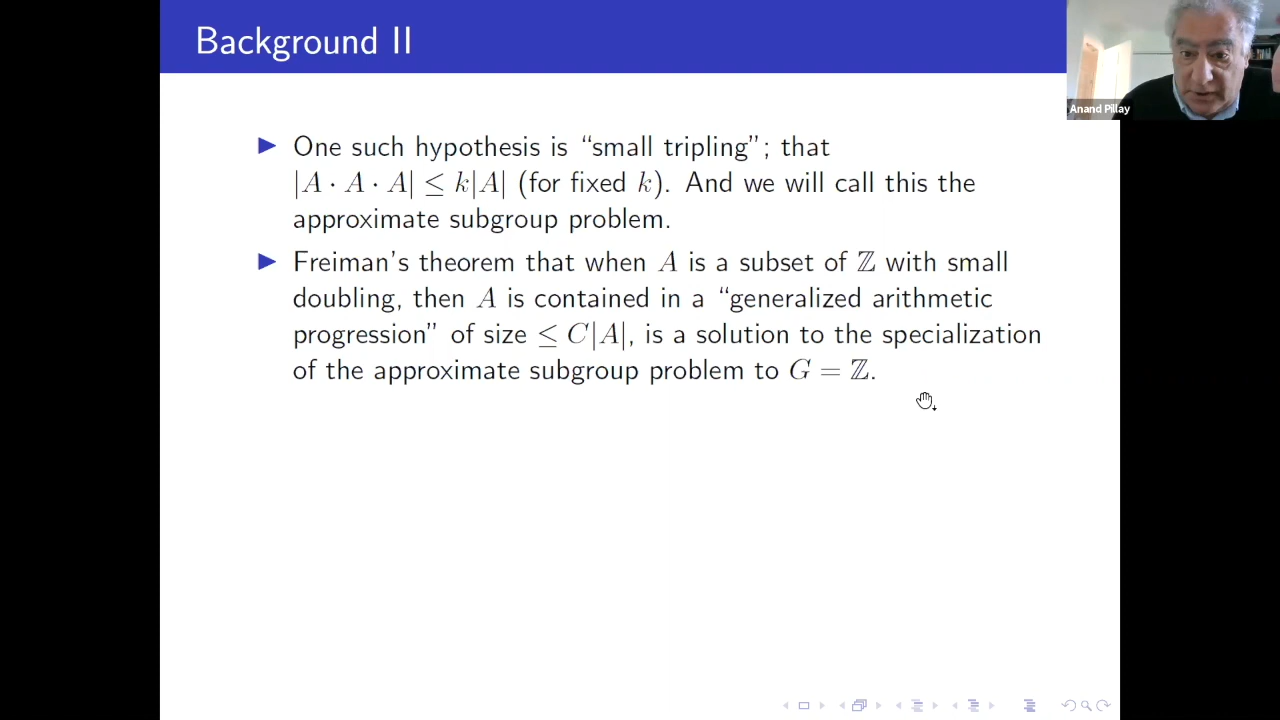 Background II
Anand Pillay
▶ One such hypothesis is “small tripling”; that
|A · A · A| ≤ k|A| (for fixed k). And we will call this the
approximate subgroup problem.
▶ Freiman's theorem that when A is a subset of ℤ with small
doubling, then A is contained in a “generalized arithmetic
progression” of size ≤ C|A|, is a solution to the specialization
of the approximate subgroup problem to G = ℤ.